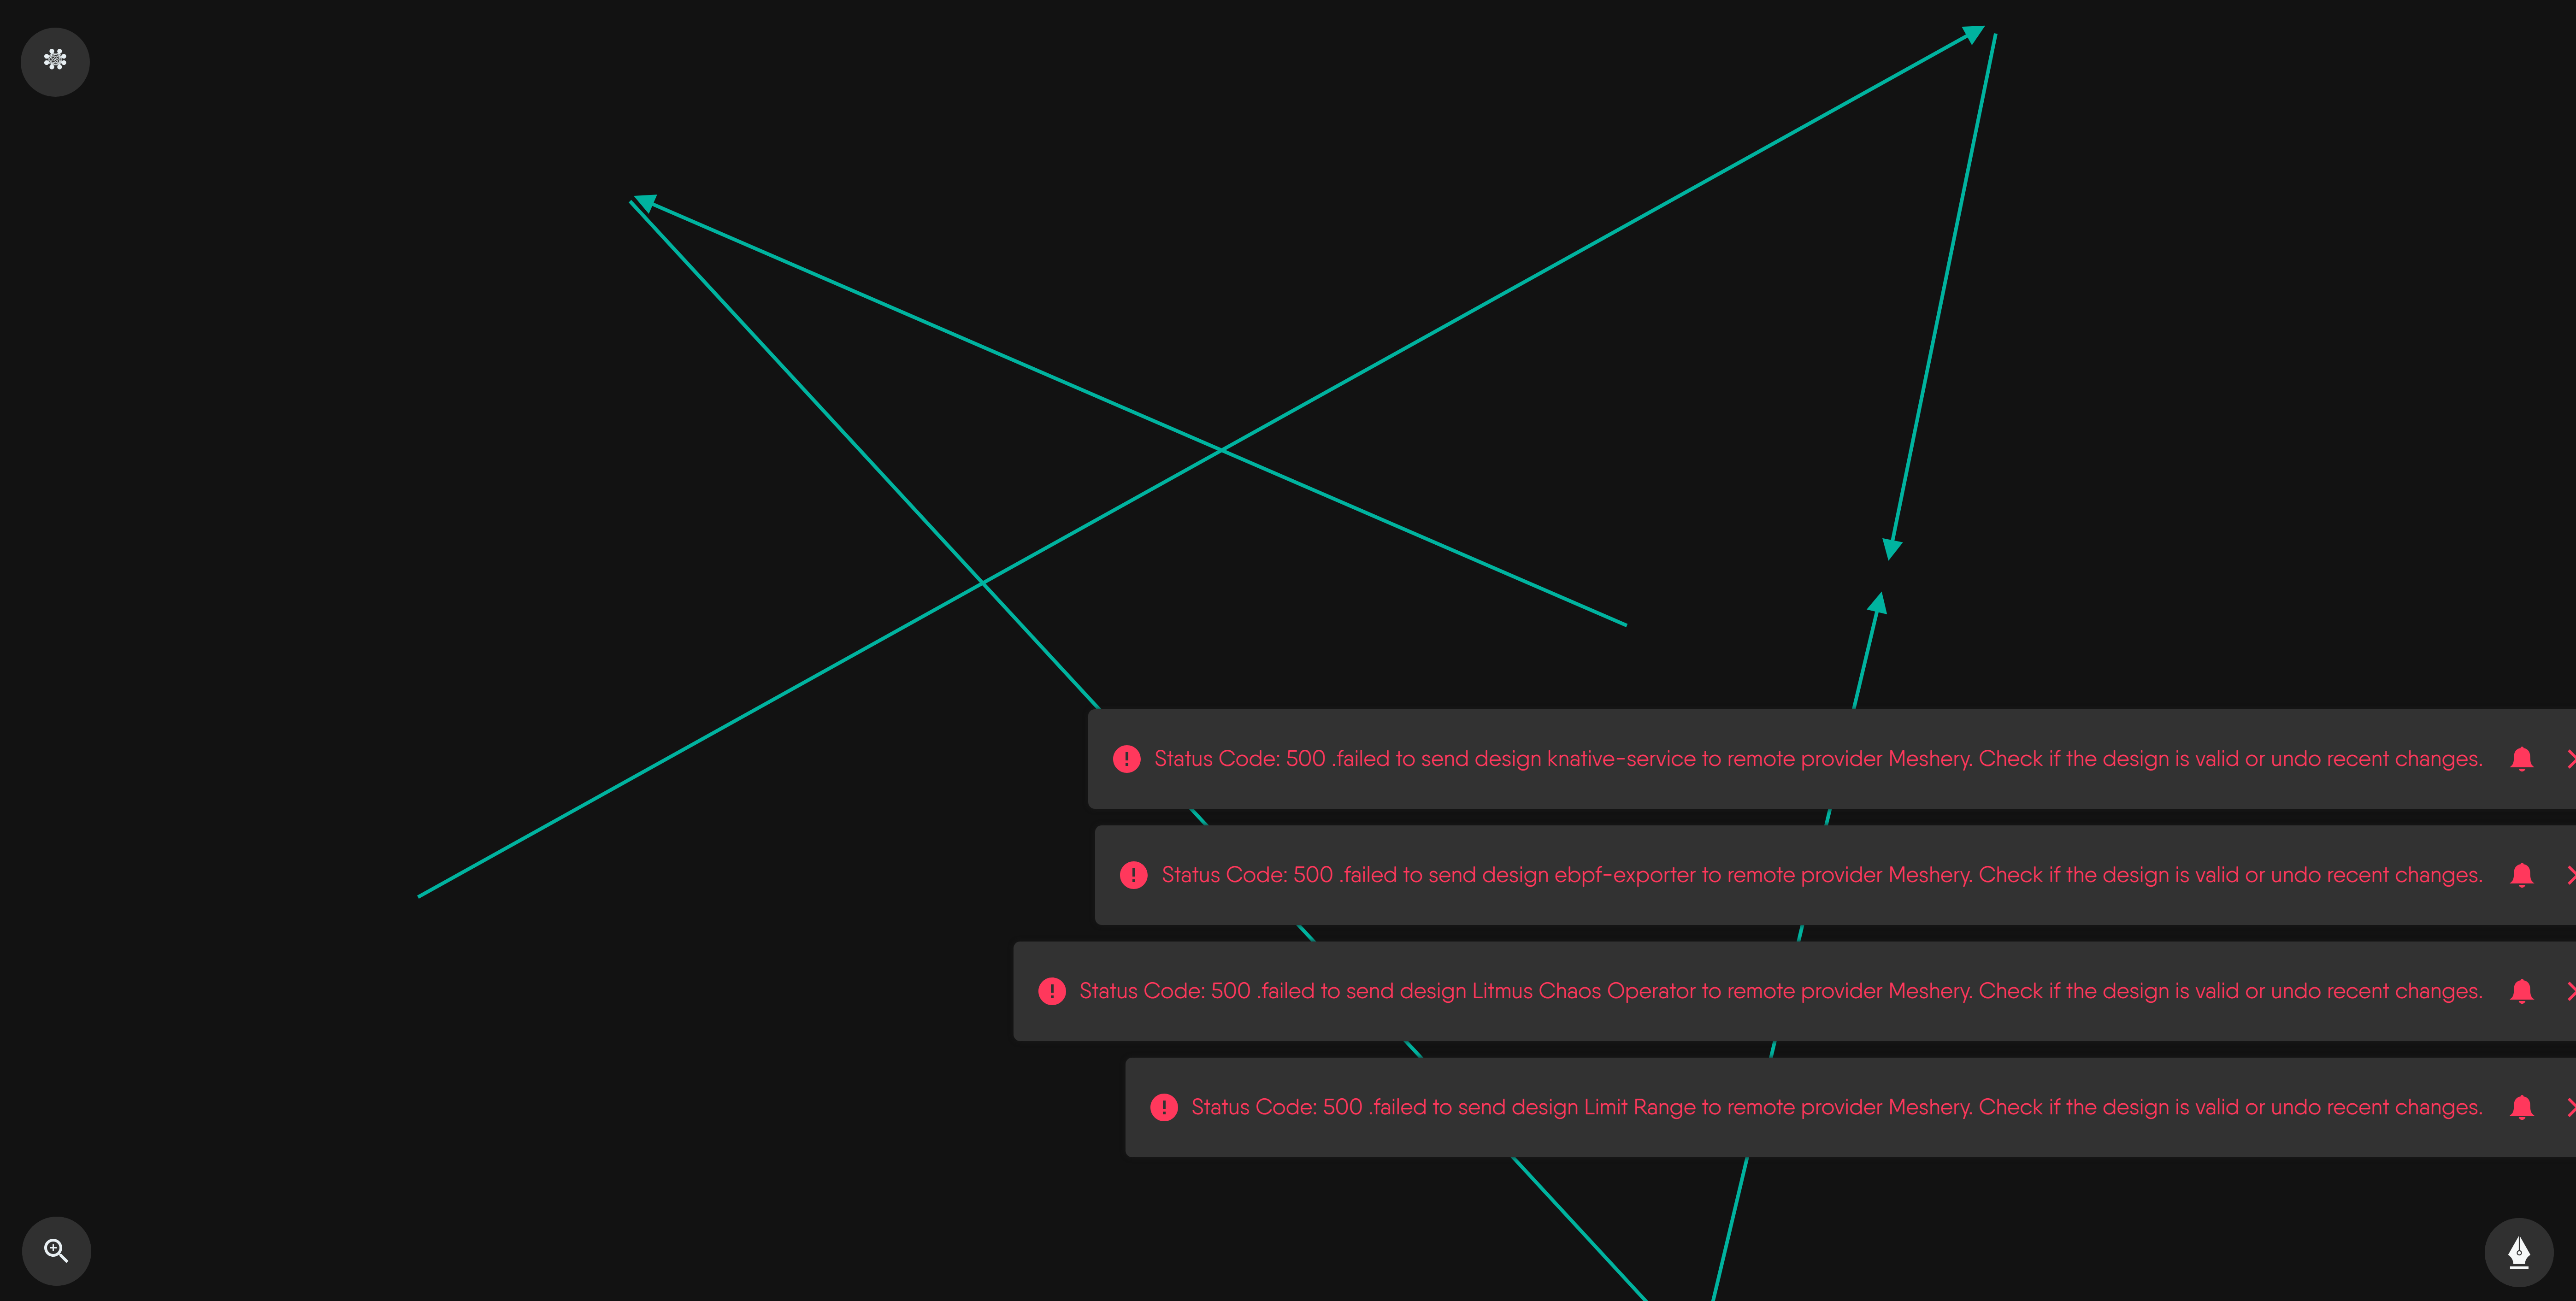 Status Code: 500 .failed to send design knative-service to remote provider Meshery. Check if the design is valid or undo recent changes.
Status Code: 500 .failed to send design ebpf-exporter to remote provider Meshery. Check if the design is valid or undo recent changes.
Status Code: 500 .failed to send design Litmus Chaos Operator to remote provider Meshery. Check if the design is valid or undo recent changes.
Status Code: 500 .failed to send design Limit Range to remote provider Meshery. Check if the design is valid or undo recent changes.